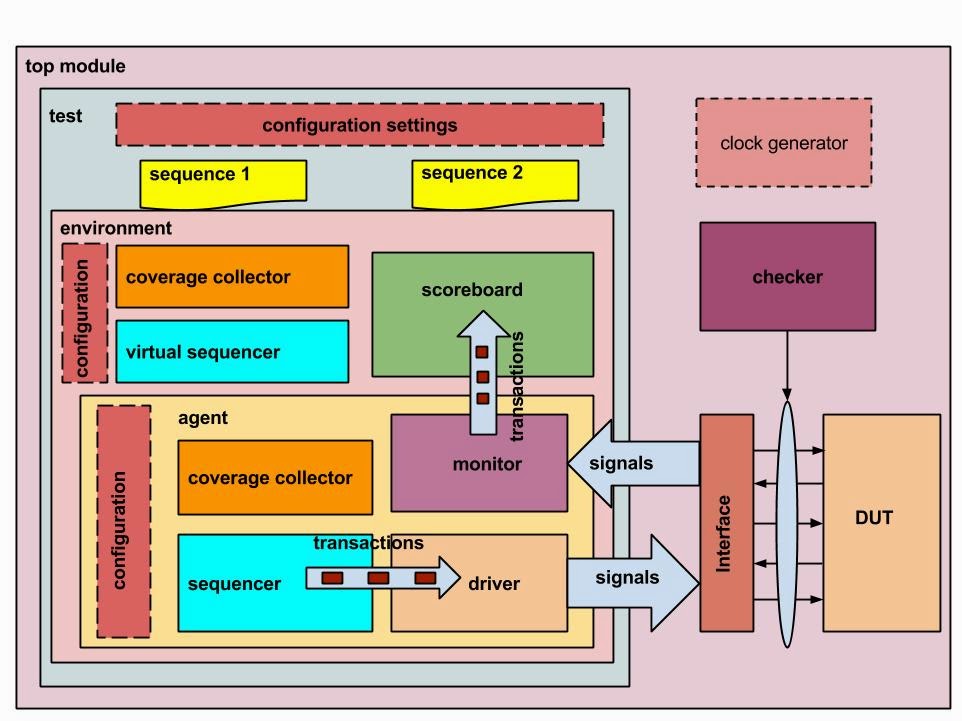 top module
test
configuration settings
clock generator
sequence 1
sequence 2
environment
configuration
coverage collector
virtual sequencer
scoreboard
transactions
checker
agent
configuration
coverage collector
monitor
signals
Interface
DUT
transactions
sequencer
driver
signals